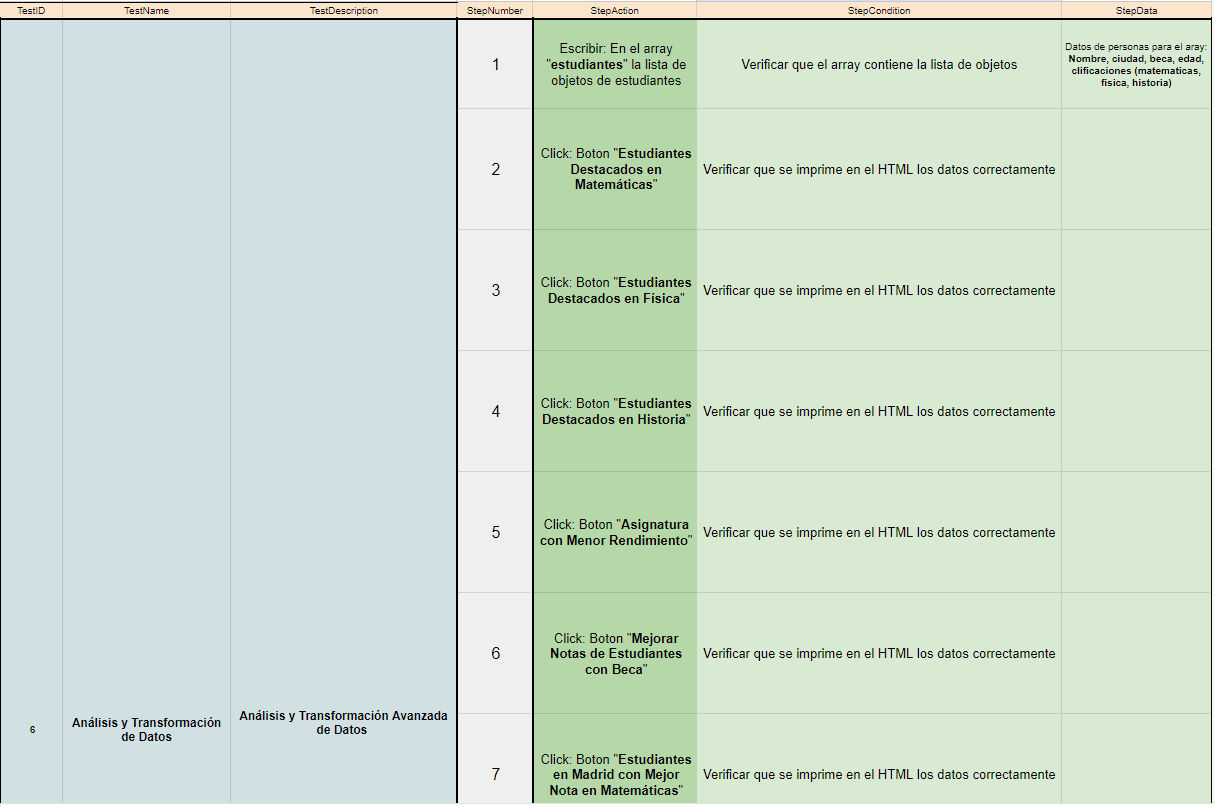 TestID TestName TestDescription StepNumber StepAction StepCondition StepData
1
Escribir: En el array
"estudiantes" la lista de
objetos de estudiantes
Verificar que el array contiene la lista de objetos
Datos de personas para el aray:
Nombre, ciudad, beca, edad,
clificaciones (matematicas,
fisica, historia)
2
Click: Boton "Estudiantes
Destacados en
Matemáticas"
Verificar que se imprime en el HTML los datos correctamente
3
Click: Boton "Estudiantes
Destacados en Física"
Verificar que se imprime en el HTML los datos correctamente
4
Click: Boton "Estudiantes
Destacados en Historia"
Verificar que se imprime en el HTML los datos correctamente
5
Click: Boton "Asignatura
con Menor Rendimiento"
Verificar que se imprime en el HTML los datos correctamente
6
Click: Boton "Mejorar
Notas de Estudiantes
con Beca"
Verificar que se imprime en el HTML los datos correctamente
6
Análisis y Transformación
de Datos
Análisis y Transformación Avanzada
de Datos
7
Click: Boton "Estudiantes
en Madrid con Mejor
Nota en Matemáticas"
Verificar que se imprime en el HTML los datos correctamente